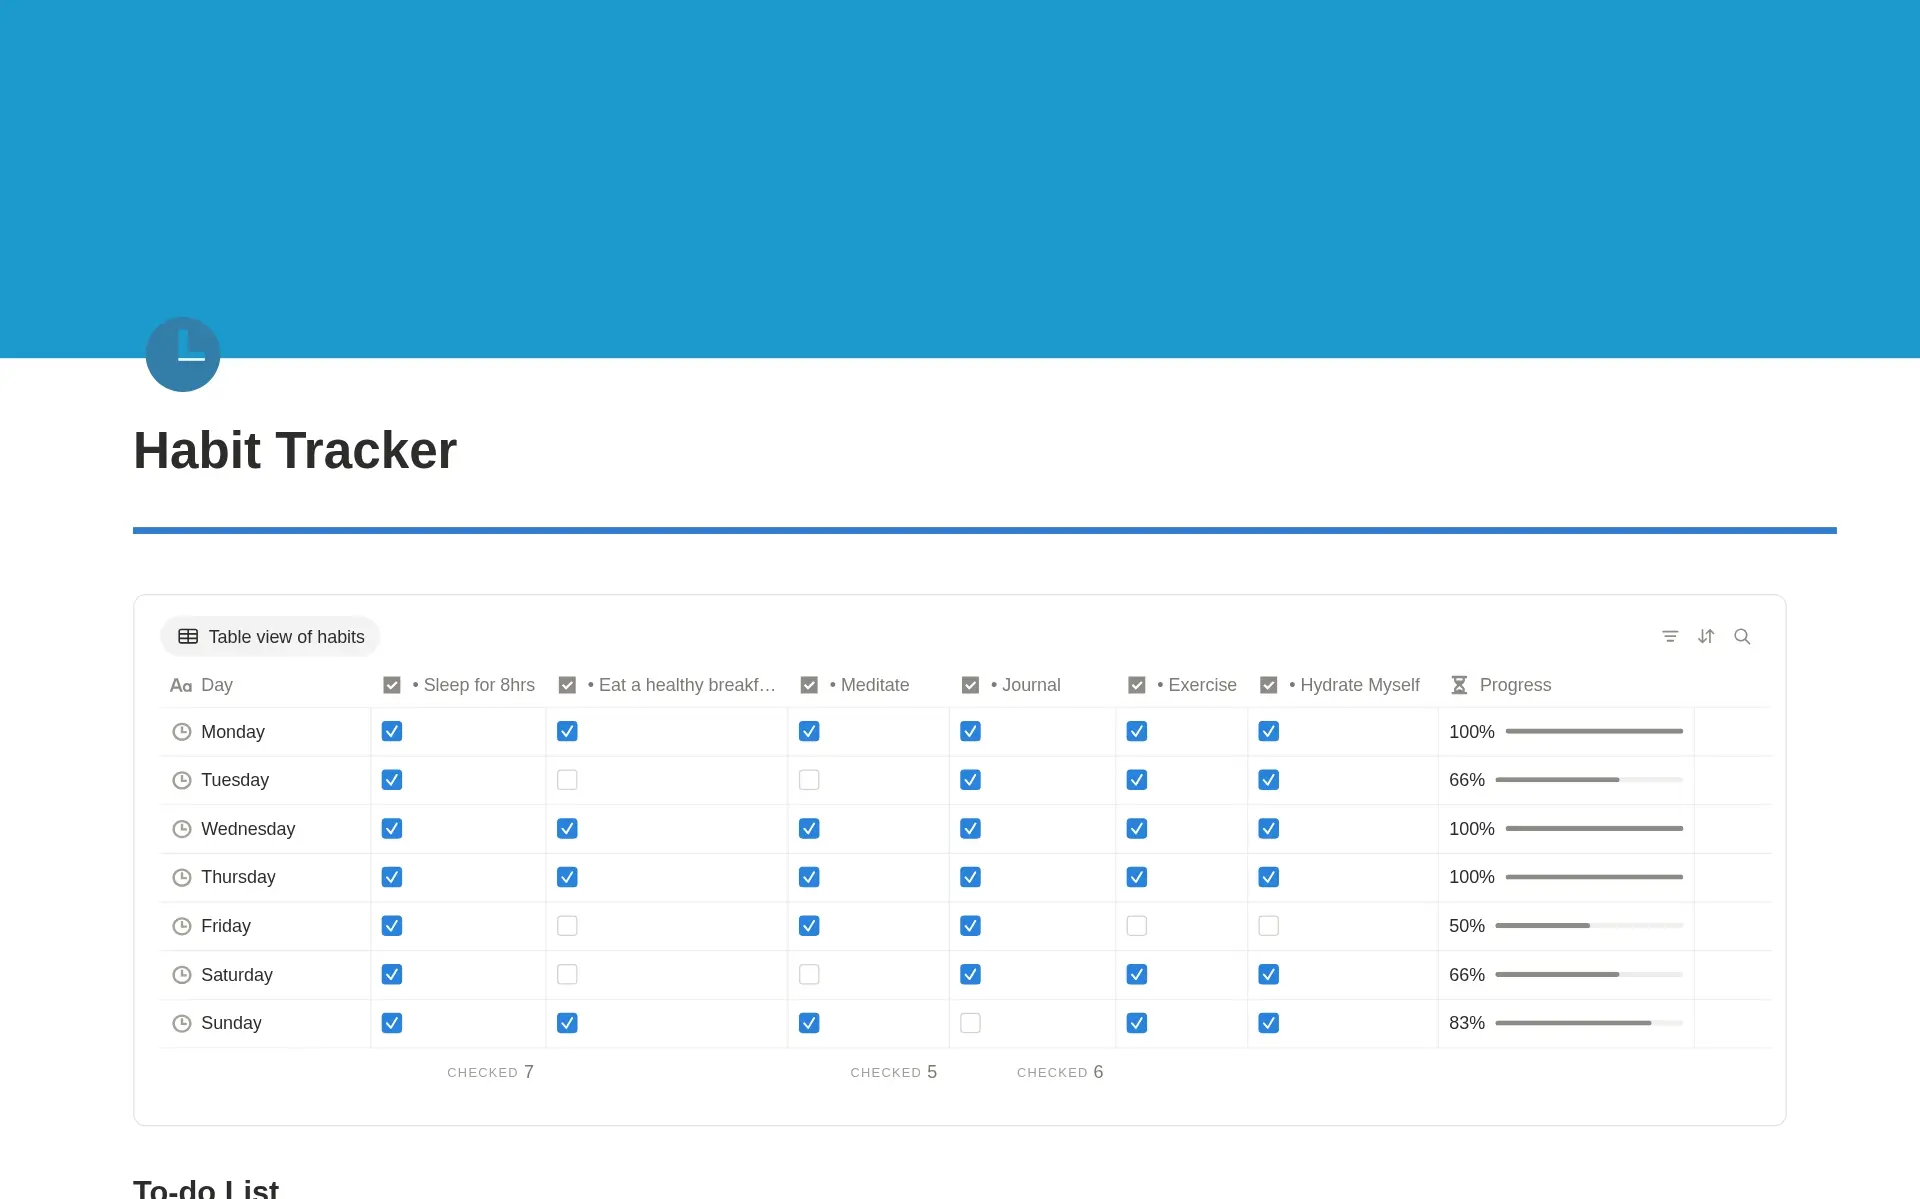 Habit Tracker
Table view of habits
Aa Day • Sleep for 8hrs • Eat a healthy breakf… • Meditate • Journal • Exercise • Hydrate Myself Progress
Monday 100%
Tuesday 66%
Wednesday 100%
Thursday 100%
Friday 50%
Saturday 66%
Sunday 83%
CHECKED 7 CHECKED 5 CHECKED 6
To-do List